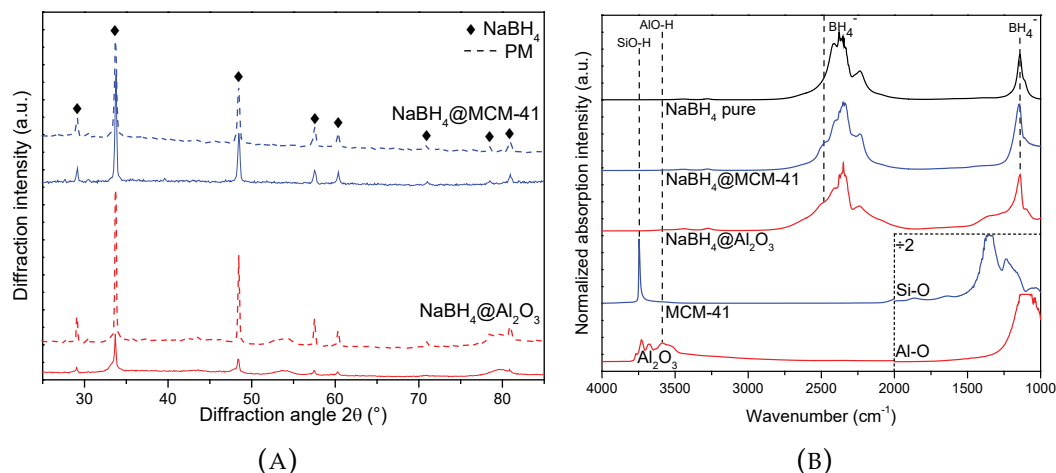 ◆ NaBH₄
PM
NaBH₄@MCM-41
NaBH₄@Al₂O₃
Diffraction intensity (a.u.)
30 40 50 60 70 80
Diffraction angle 2θ (°)
(A)
AlO-H
SiO-H
BH₄⁻
BH₄⁻
NaBH₄ pure
NaBH₄@MCM-41
NaBH₄@Al₂O₃
÷2
Si-O
MCM-41
Al-O
Al₂O₃
Normalized absorption intensity (a.u.)
4000 3500 3000 2500 2000 1500 1000
Wavenumber (cm⁻¹)
(B)